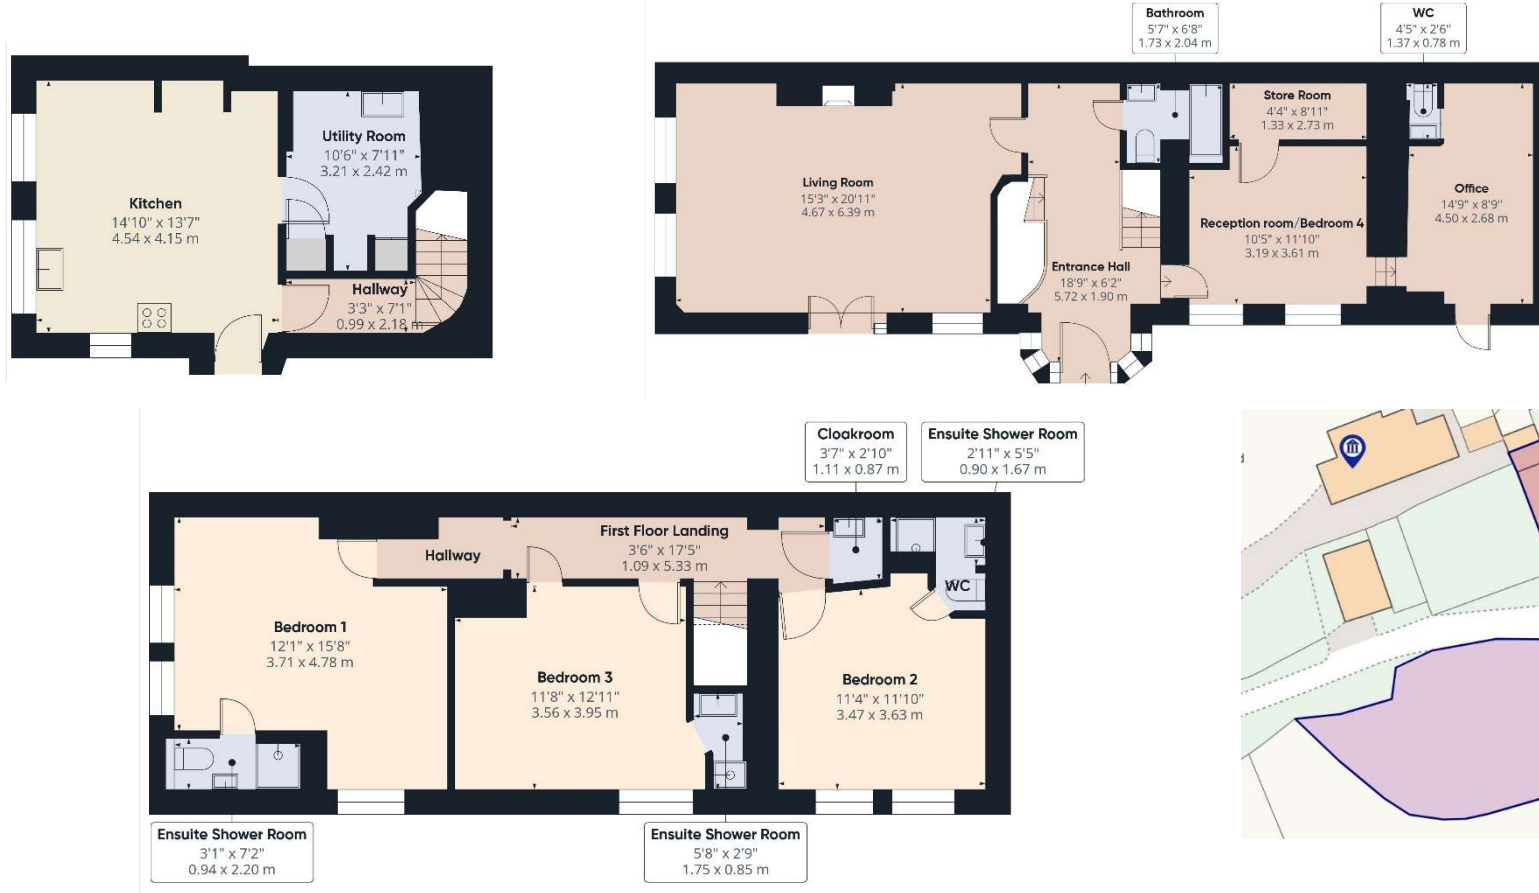 Kitchen
14'10" x 13'7"
4.54 x 4.15 m
Utility Room
10'6" x 7'11"
3.21 x 2.42 m
Hallway
3'3" x 7'1"
0.99 x 2.18 m
Bathroom
5'7" x 6'8"
1.73 x 2.04 m
WC
4'5" x 2'6"
1.37 x 0.78 m
Store Room
4'4" x 8'11"
1.33 x 2.73 m
Living Room
15'3" x 20'11"
4.67 x 6.39 m
Reception room/Bedroom 4
10'5" x 11'10"
3.19 x 3.61 m
Office
14'9" x 8'9"
4.50 x 2.68 m
Entrance Hall
18'9" x 6'2"
5.72 x 1.90 m
Cloakroom
3'7" x 2'10"
1.11 x 0.87 m
Ensuite Shower Room
2'11" x 5'5"
0.90 x 1.67 m
First Floor Landing
3'6" x 17'5"
1.09 x 5.33 m
Hallway
WC
Bedroom 1
12'1" x 15'8"
3.71 x 4.78 m
Bedroom 3
11'8" x 12'11"
3.56 x 3.95 m
Bedroom 2
11'4" x 11'10"
3.47 x 3.63 m
Ensuite Shower Room
3'1" x 7'2"
0.94 x 2.20 m
Ensuite Shower Room
5'8" x 2'9"
1.75 x 0.85 m